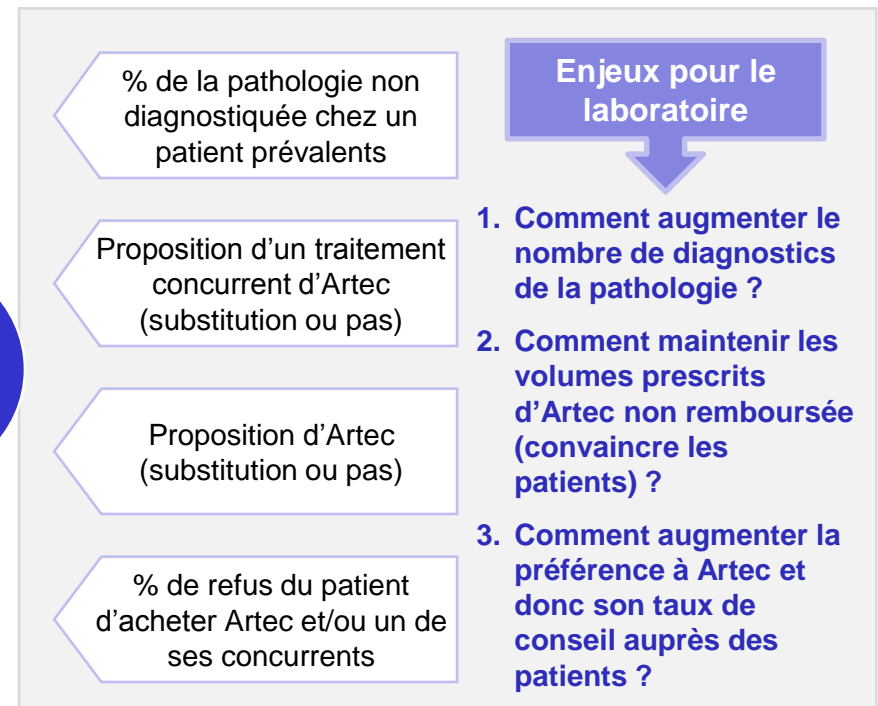 % de la pathologie non
diagnostiquée chez un
patient prévalents
Proposition d'un traitement
concurrent d'Artec
(substitution ou pas)
Proposition d'Artec
(substitution ou pas)
% de refus du patient
d'acheter Artec et/ou un de
ses concurrents
Enjeux pour le
laboratoire
1. Comment augmenter le
nombre de diagnostics
de la pathologie ?
2. Comment maintenir les
volumes prescrits
d'Artec non remboursée
(convaincre les
patients) ?
3. Comment augmenter la
préférence à Artec et
donc son taux de
conseil auprès des
patients ?